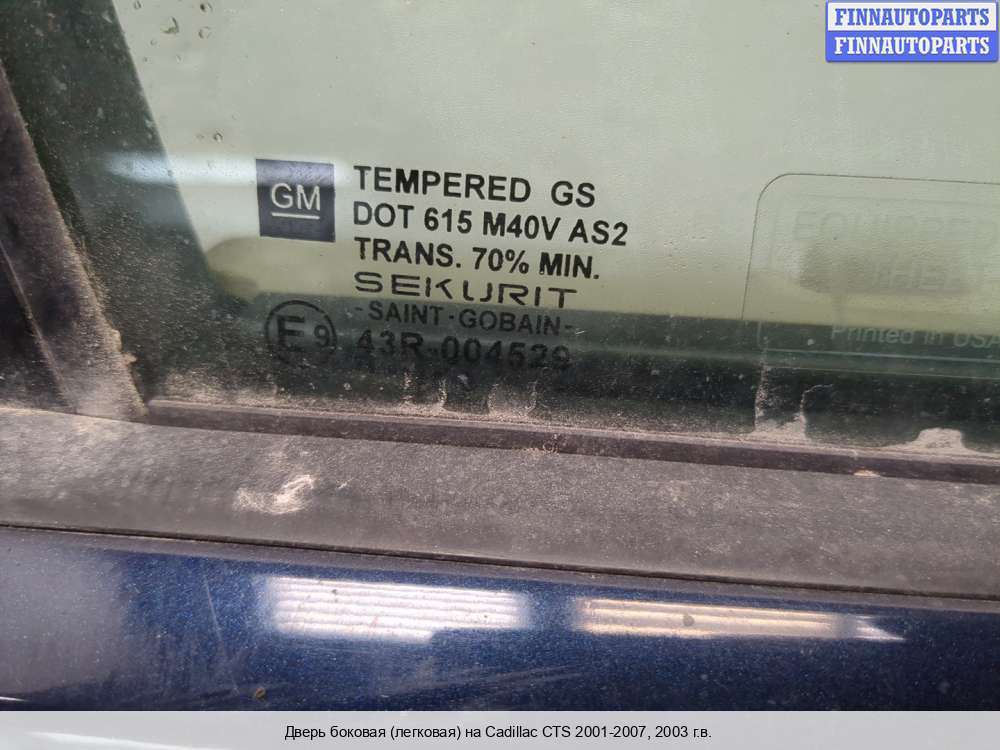 FINNAUTOPARTS
FINNAUTOPARTS
GM
TEMPERED GS
DOT 615 M40V AS2
TRANS. 70% MIN.
SEKURIT
-SAINT-GOBAIN-
E9
43R-004529
Printed in USA
Дверь боковая (легковая) на Cadillac CTS 2001-2007, 2003 г.в.